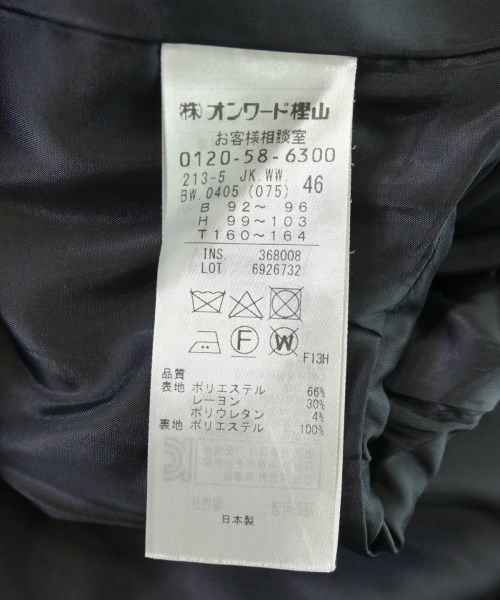 (株)オンワード樫山
お客様相談室
0120-58-6300
213-5 JK.WW.
BW.0405 (075) 46
B 92～ 96
H 99～103
T160～164
INS. 368008
LOT 6926732
F
W
F13H
品質
表地 ポリエステル 66%
レーヨン 30%
ポリウレタン 4%
裏地 ポリエステル 100%
日本製